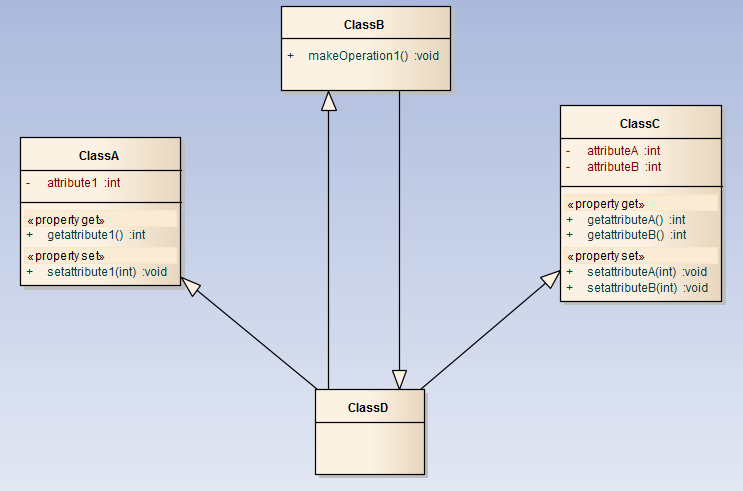 ClassB
+ makeOperation1() :void
ClassA
- attribute1 :int
«property get»
+ getattribute1() :int
«property set»
+ setattribute1(int) :void
ClassC
- attributeA :int
- attributeB :int
«property get»
+ getattributeA() :int
+ getattributeB() :int
«property set»
+ setattributeA(int) :void
+ setattributeB(int) :void
ClassD